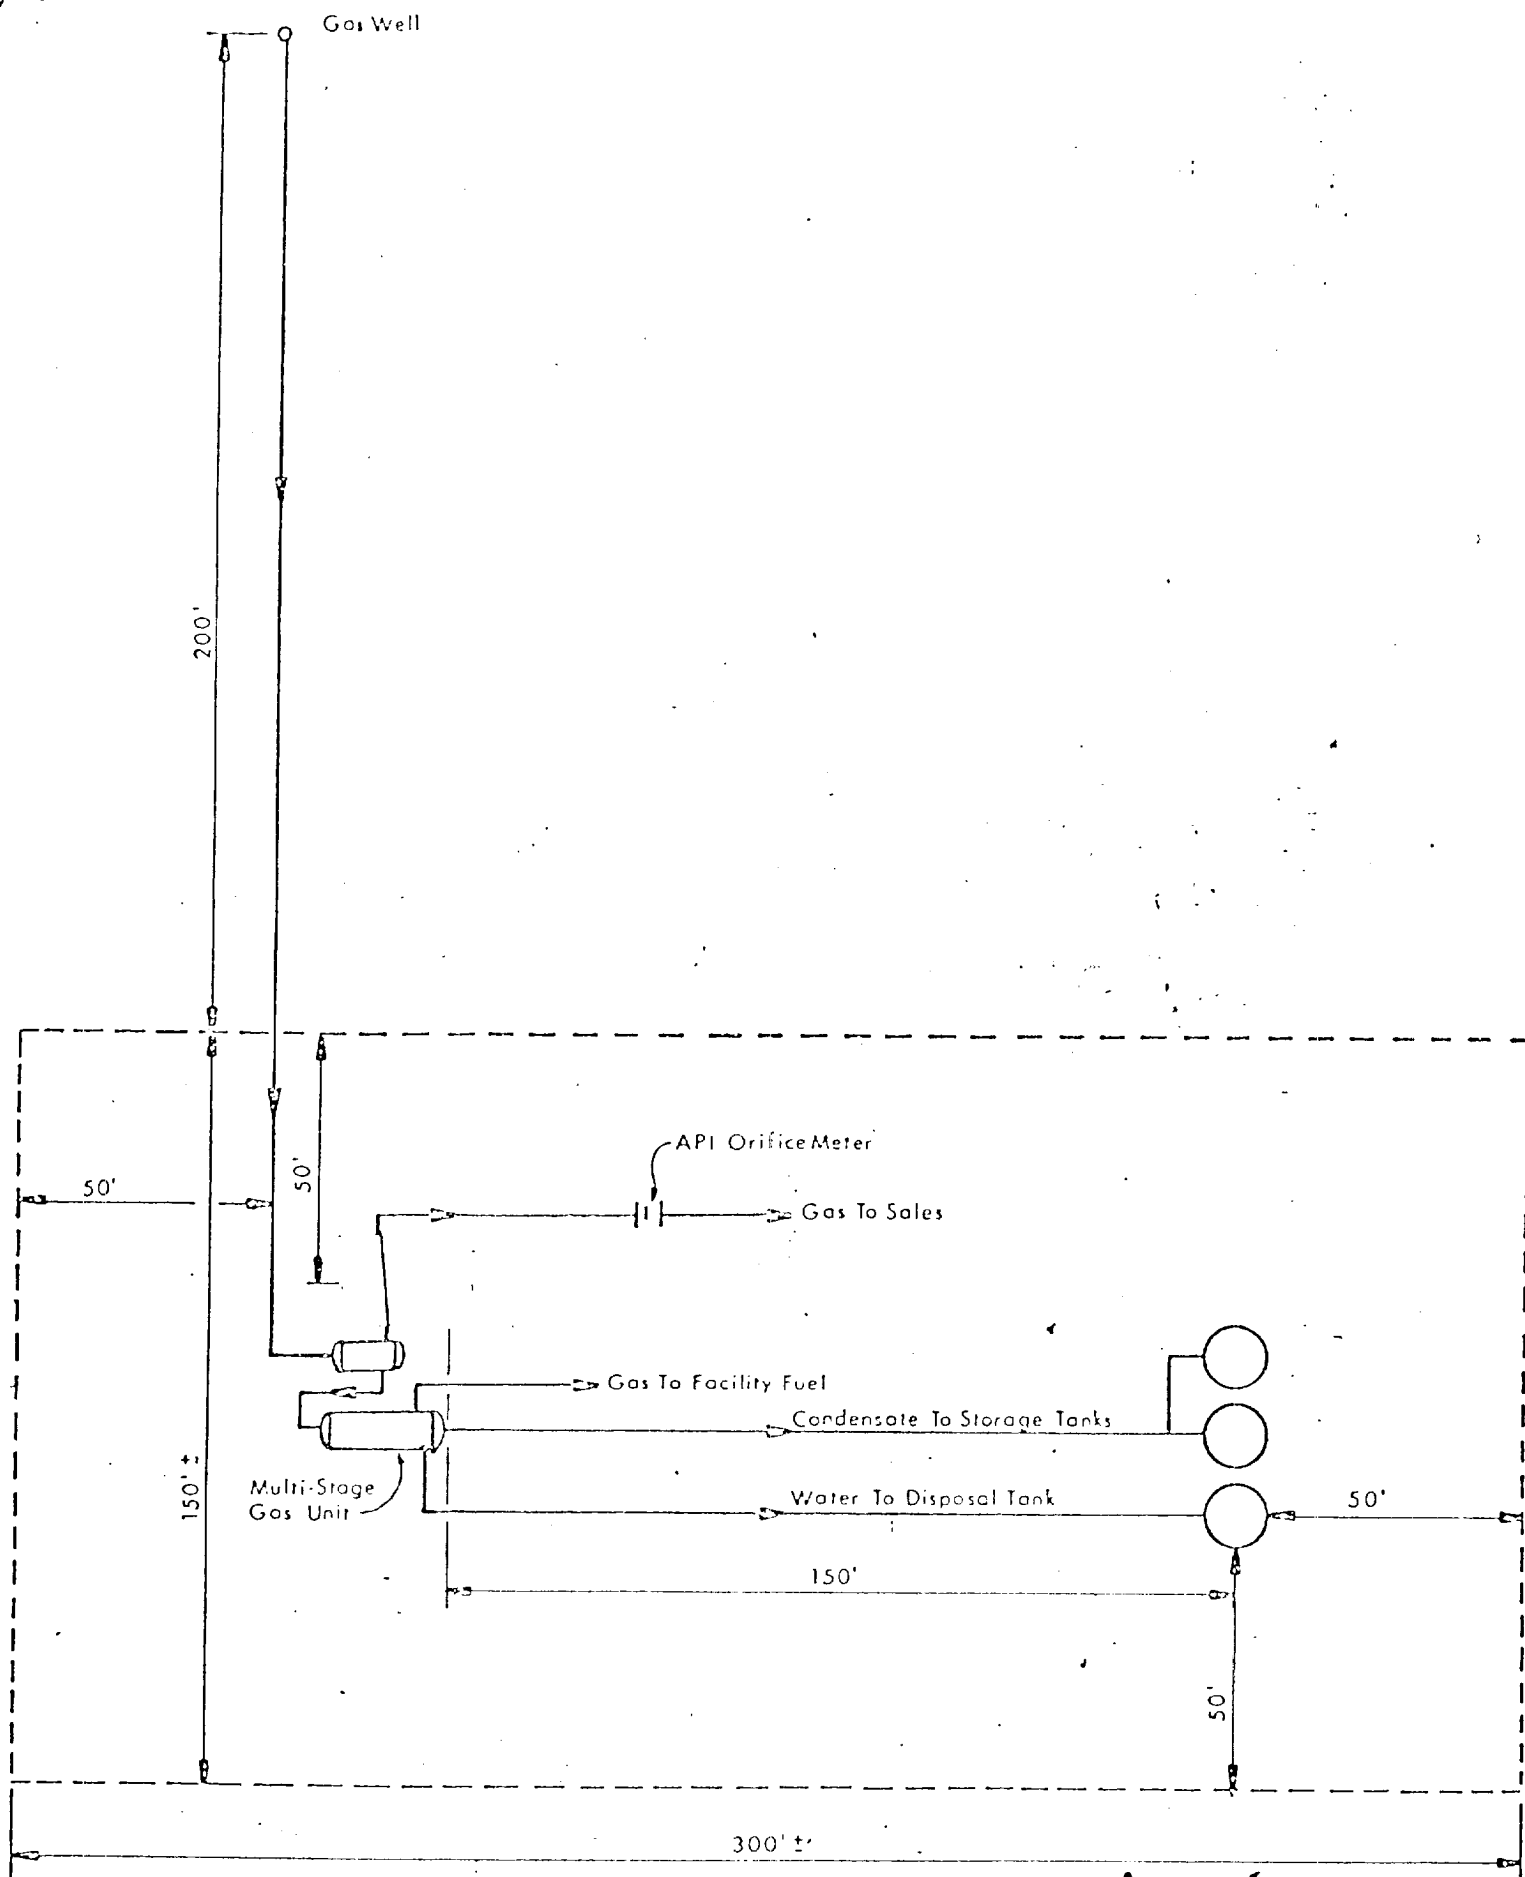 Gas Well
200'
API Orifice Meter
50'
50'
Gas To Sales
Gas To Facility Fuel
Condensate To Storage Tanks
Multi-Stage
Gas Unit
150' ±
Water To Disposal Tank
50'
150'
50'
300' ±